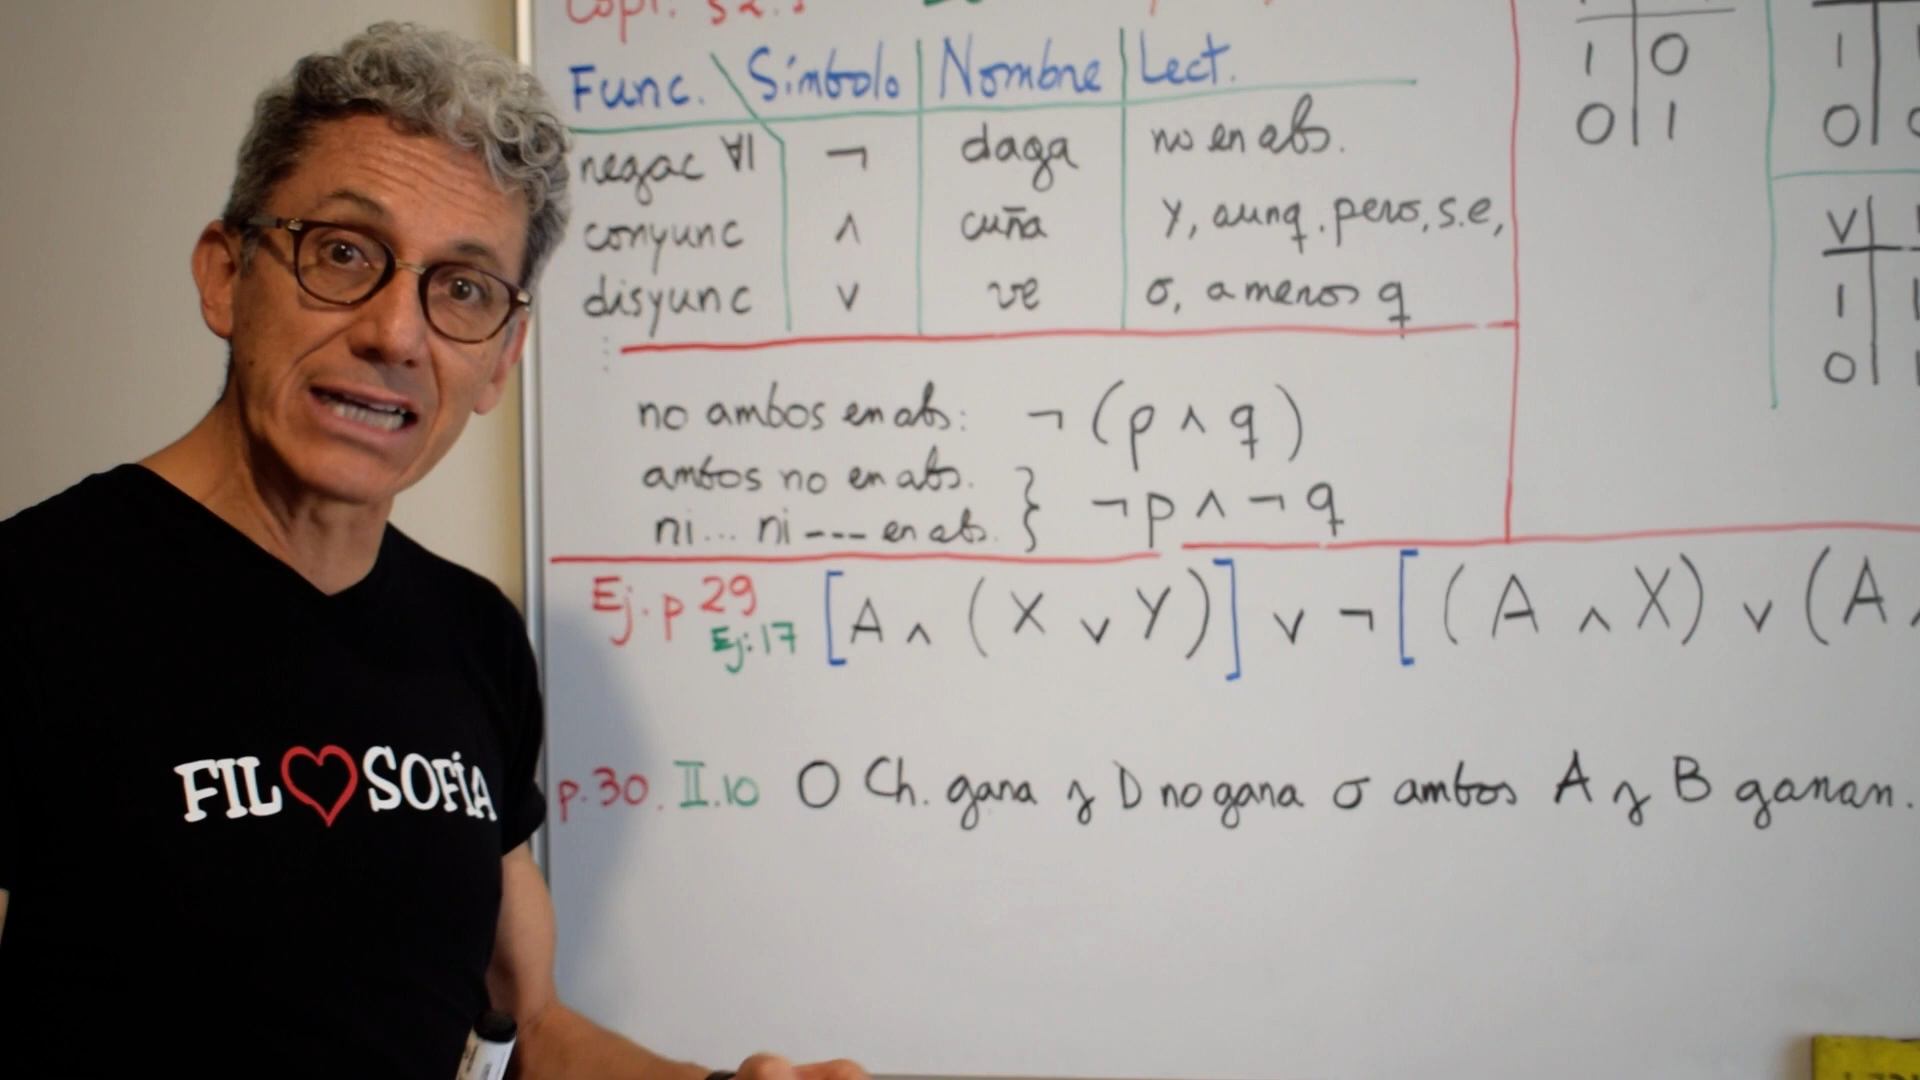 Func. Símbolo Nombre Lect.
negac ¬ daga no en abs.
conyunc ∧ cuña y, aunq. pero, s.e,
disyunc ∨ ve o, a menos q
no ambos en abs: ¬ (p ∧ q)
ambos no en abs.
ni... ni --- en abs. } ¬p ∧ ¬q
Ej. p 29
Ej: 17 [A ∧ (X ∨ Y)] ∨ ¬ [(A ∧ X) ∨ (A ∧
p.30. II.10 O Ch. gana y D no gana o ambos A y B ganan.
1 0
0 1
1
0
V
1
0
FIL♥SOFíA